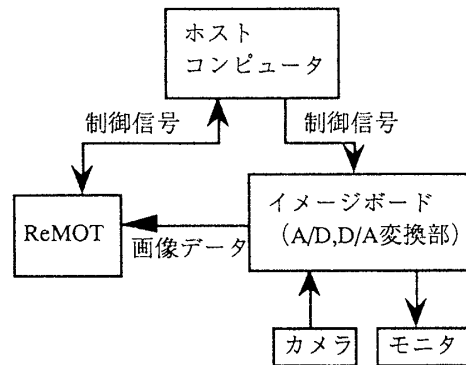 ホスト
コンピュータ
制御信号
制御信号
ReMOT
画像データ
イメージボード
(A/D,D/A変換部)
カメラ
モニタ